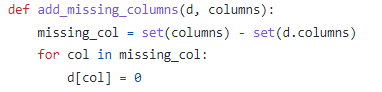 def add_missing_columns(d, columns):
    missing_col = set(columns) - set(d.columns)
    for col in missing_col:
        d[col] = 0